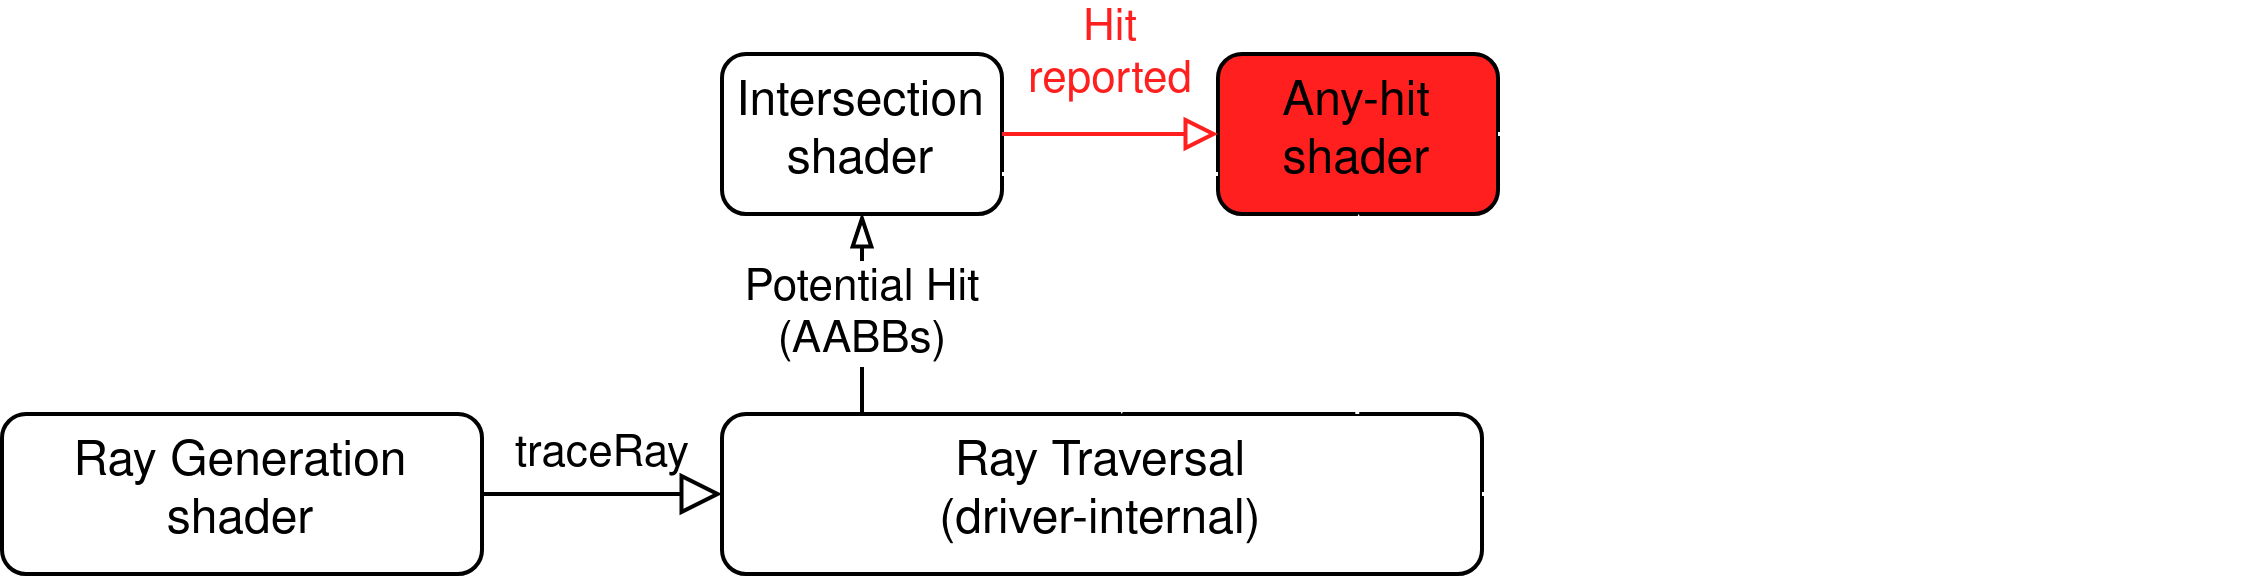 Hit
reported
Intersection
shader
Any-hit
shader
Potential Hit
(AABBs)
Ray Generation
shader
traceRay
Ray Traversal
(driver-internal)